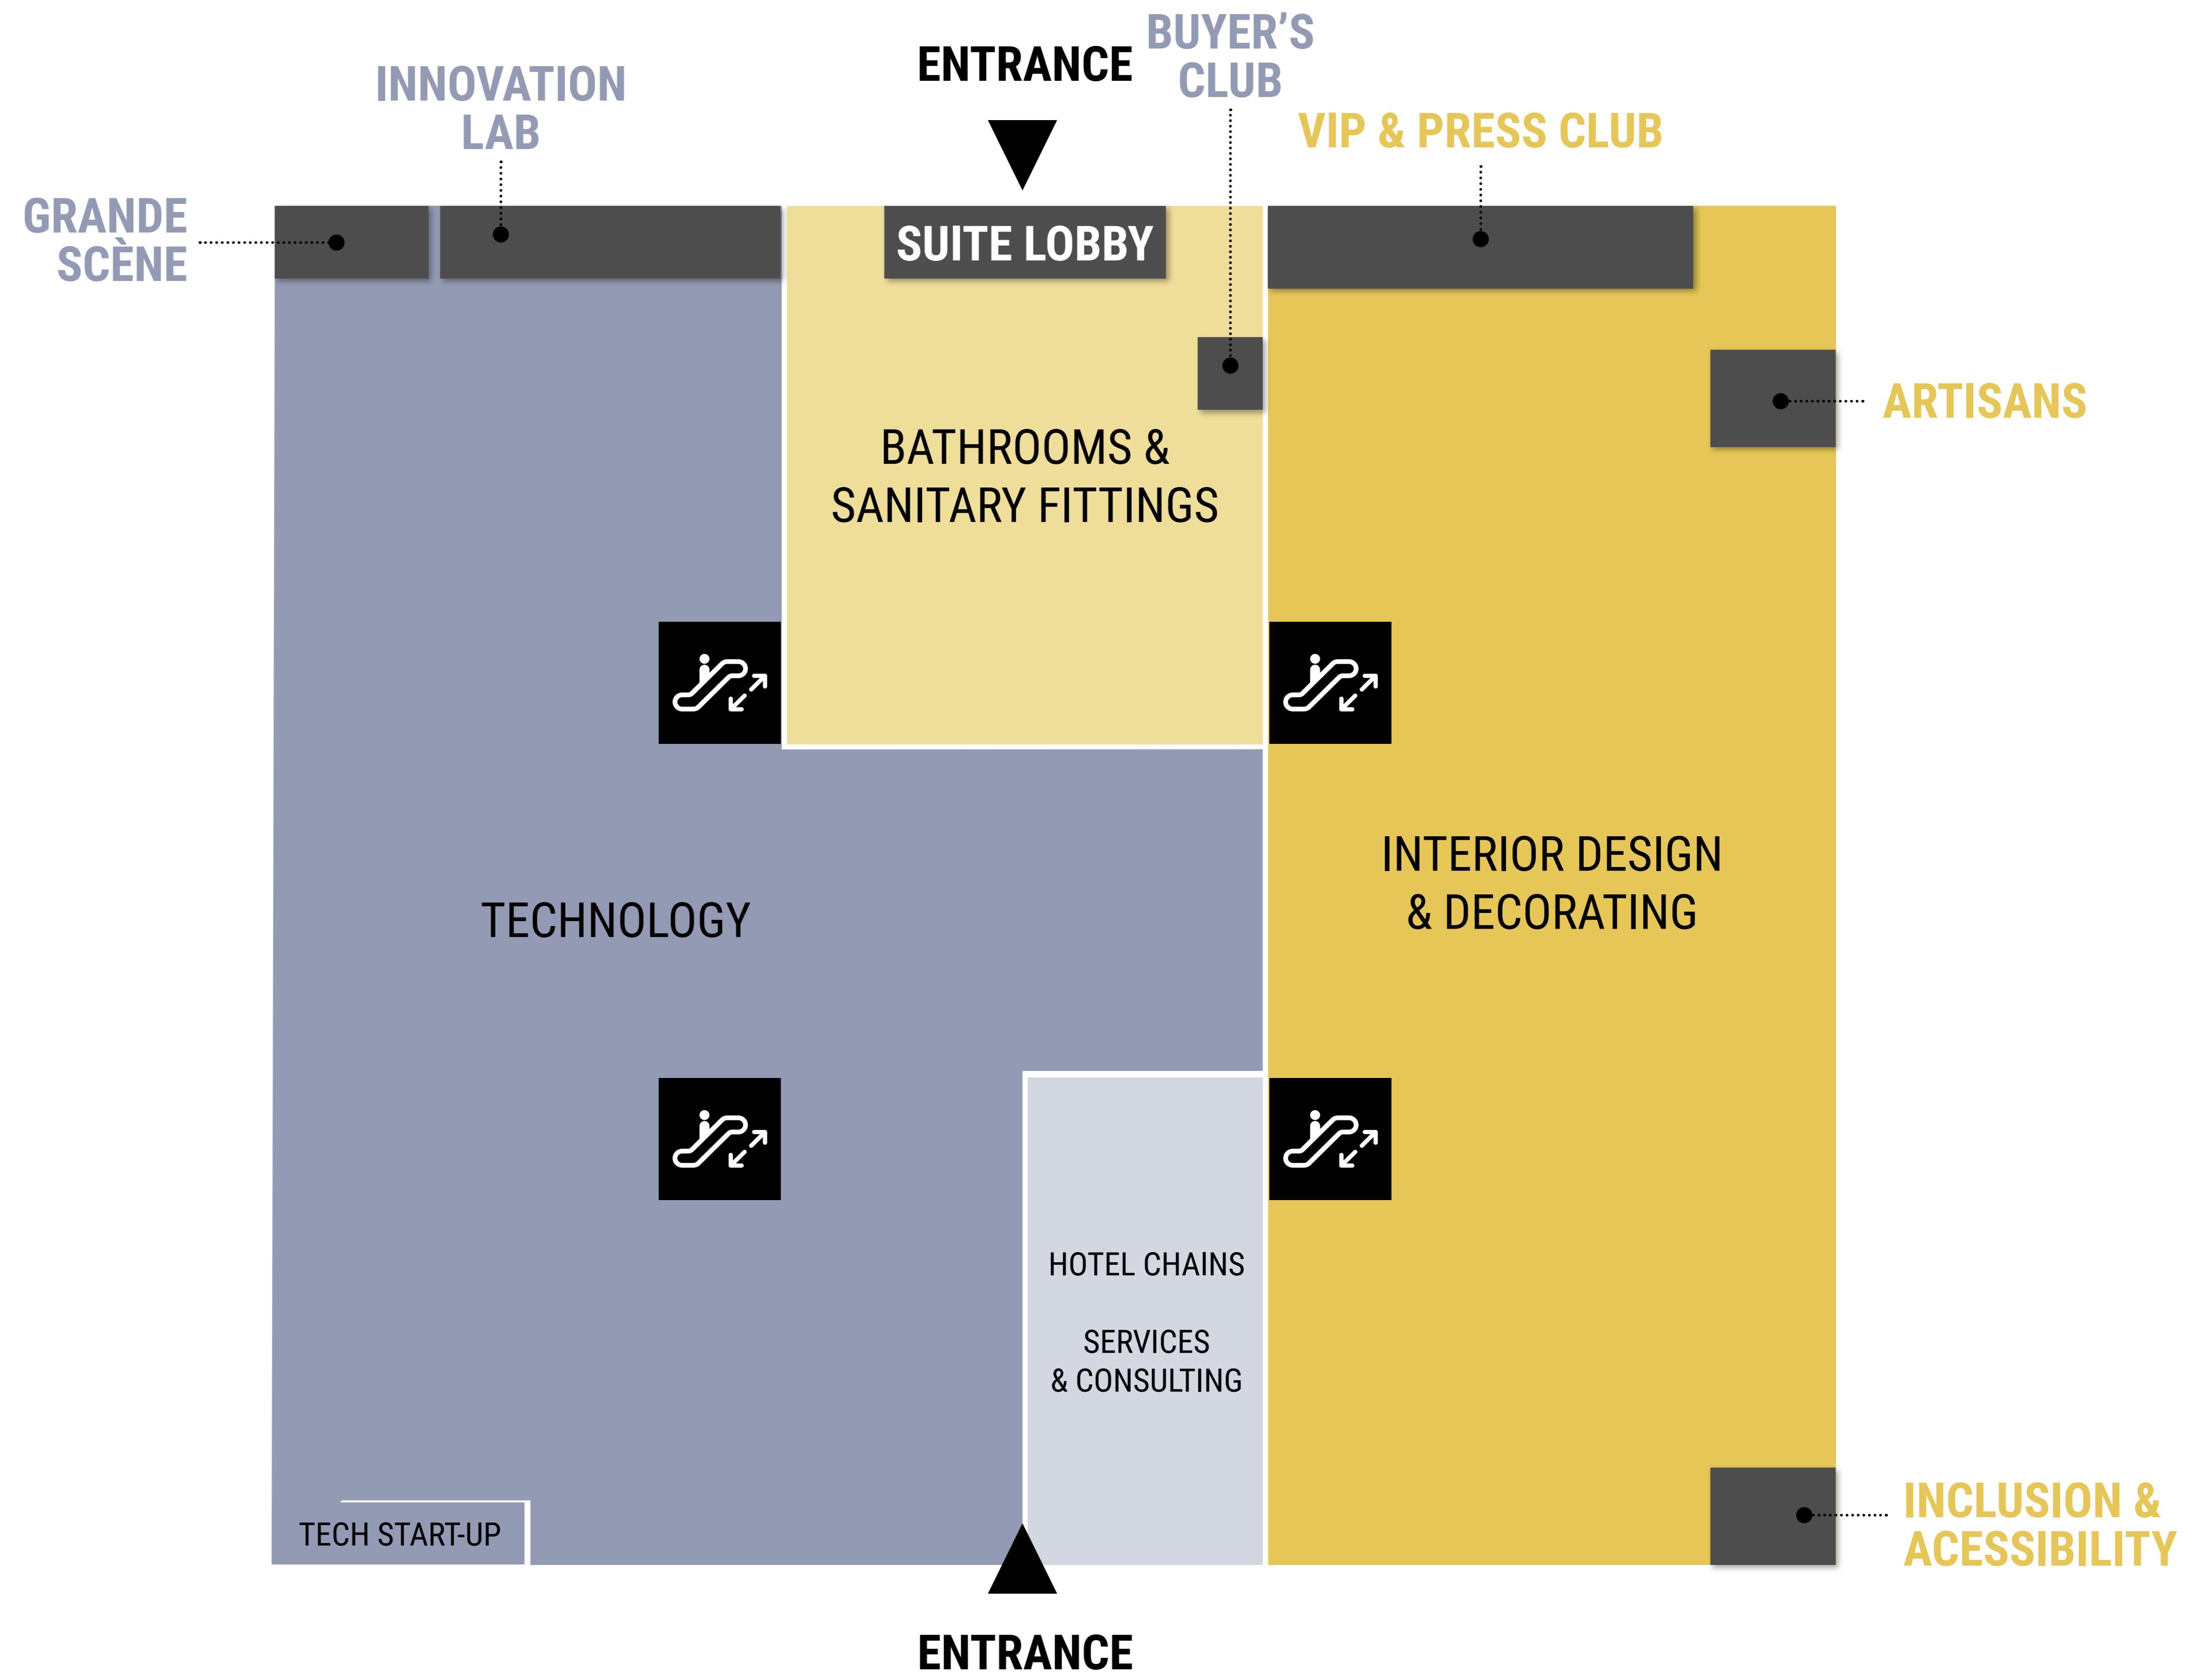 BUYER’S
CLUB
ENTRANCE
INNOVATION
LAB
VIP & PRESS CLUB
GRANDE
SCÈNE
SUITE LOBBY
ARTISANS
BATHROOMS &
SANITARY FITTINGS
INTERIOR DESIGN
& DECORATING
TECHNOLOGY
HOTEL CHAINS
SERVICES
& CONSULTING
TECH START-UP
INCLUSION &
ACESSIBILITY
ENTRANCE